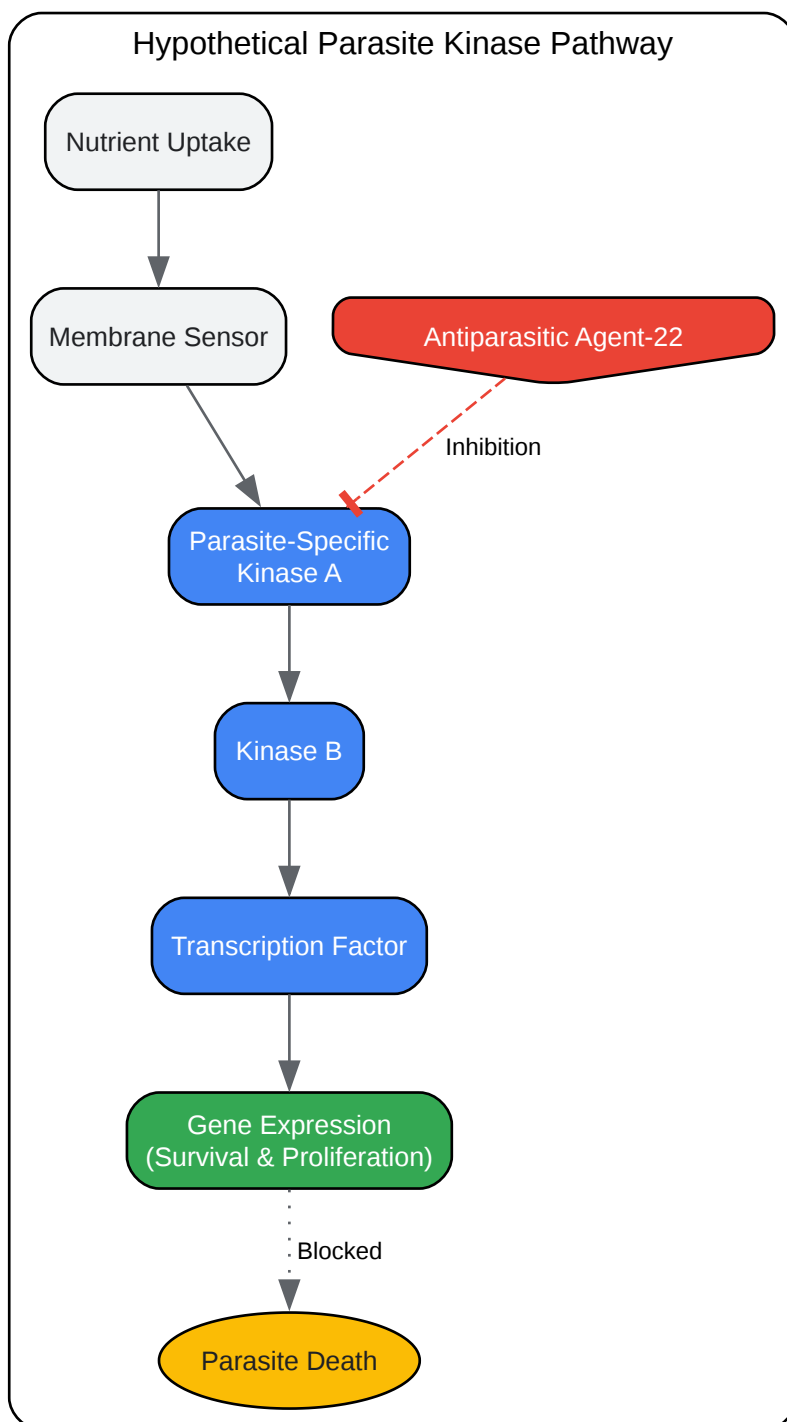 Hypothetical Parasite Kinase Pathway
Nutrient Uptake
Membrane Sensor
Antiparasitic Agent-22
Inhibition
Parasite-Specific
Kinase A
Kinase B
Transcription Factor
Gene Expression
(Survival & Proliferation)
Blocked
Parasite Death